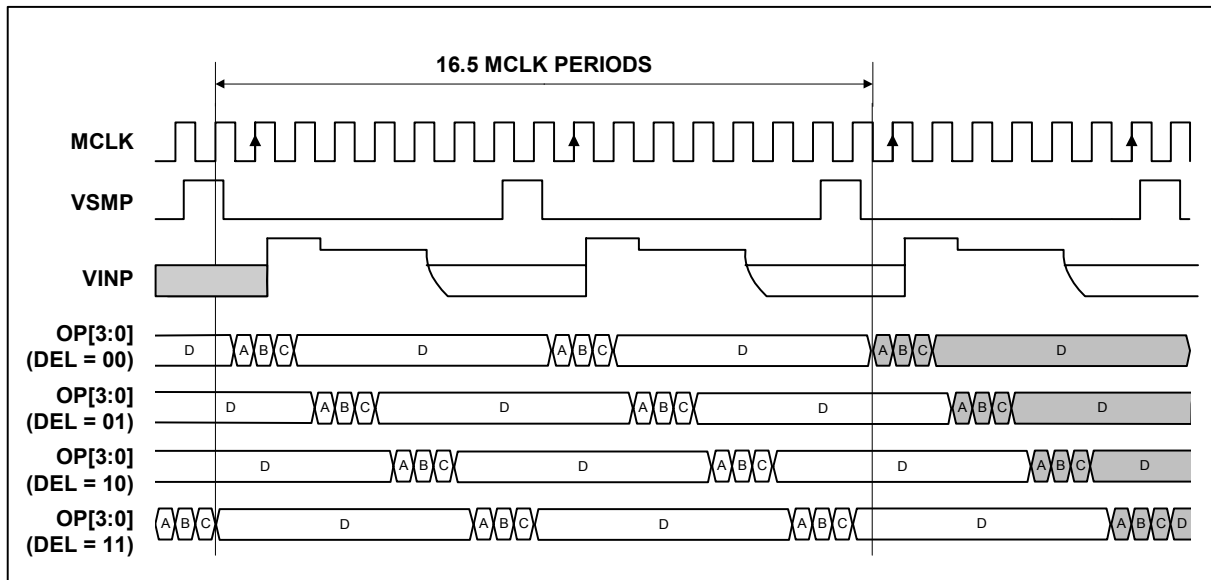 16.5 MCLK PERIODS
MCLK
VSMP
VINP
OP[3:0]
(DEL = 00)
D A B C D A B C D A B C D
OP[3:0]
(DEL = 01)
D A B C D A B C D A B C D
OP[3:0]
(DEL = 10)
D A B C D A B C D A B C D
OP[3:0]
(DEL = 11)
A B C D A B C D A B C D A B C D